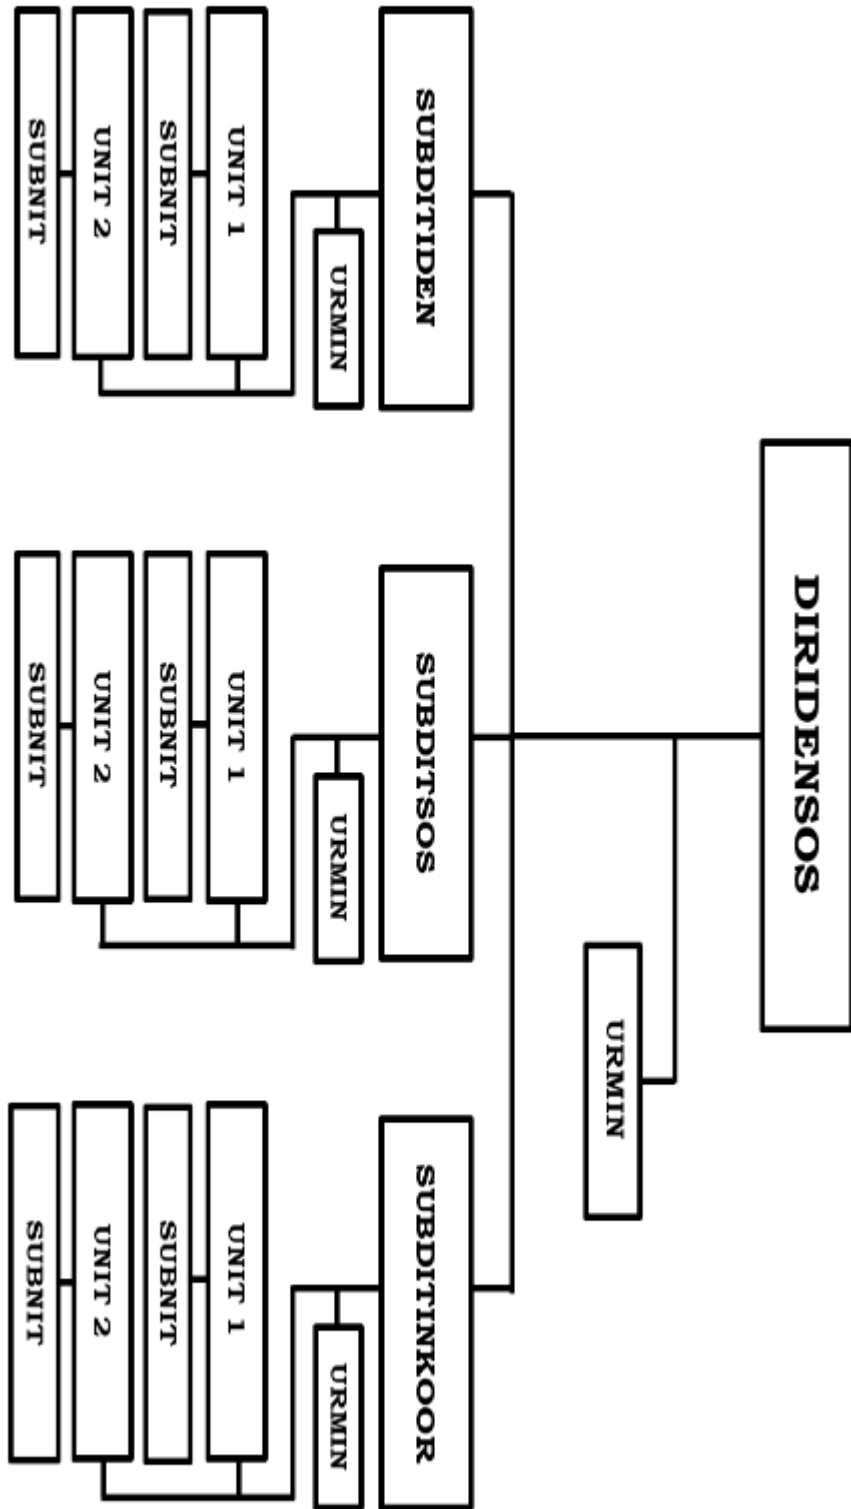 DIRIDENSOS
URMIN
SUBDITIDEN
SUBDITSOS
SUBDITINKOOR
URMIN
URMIN
URMIN
UNIT 1
UNIT 1
UNIT 1
SUBNIT
SUBNIT
SUBNIT
UNIT 2
UNIT 2
UNIT 2
SUBNIT
SUBNIT
SUBNIT